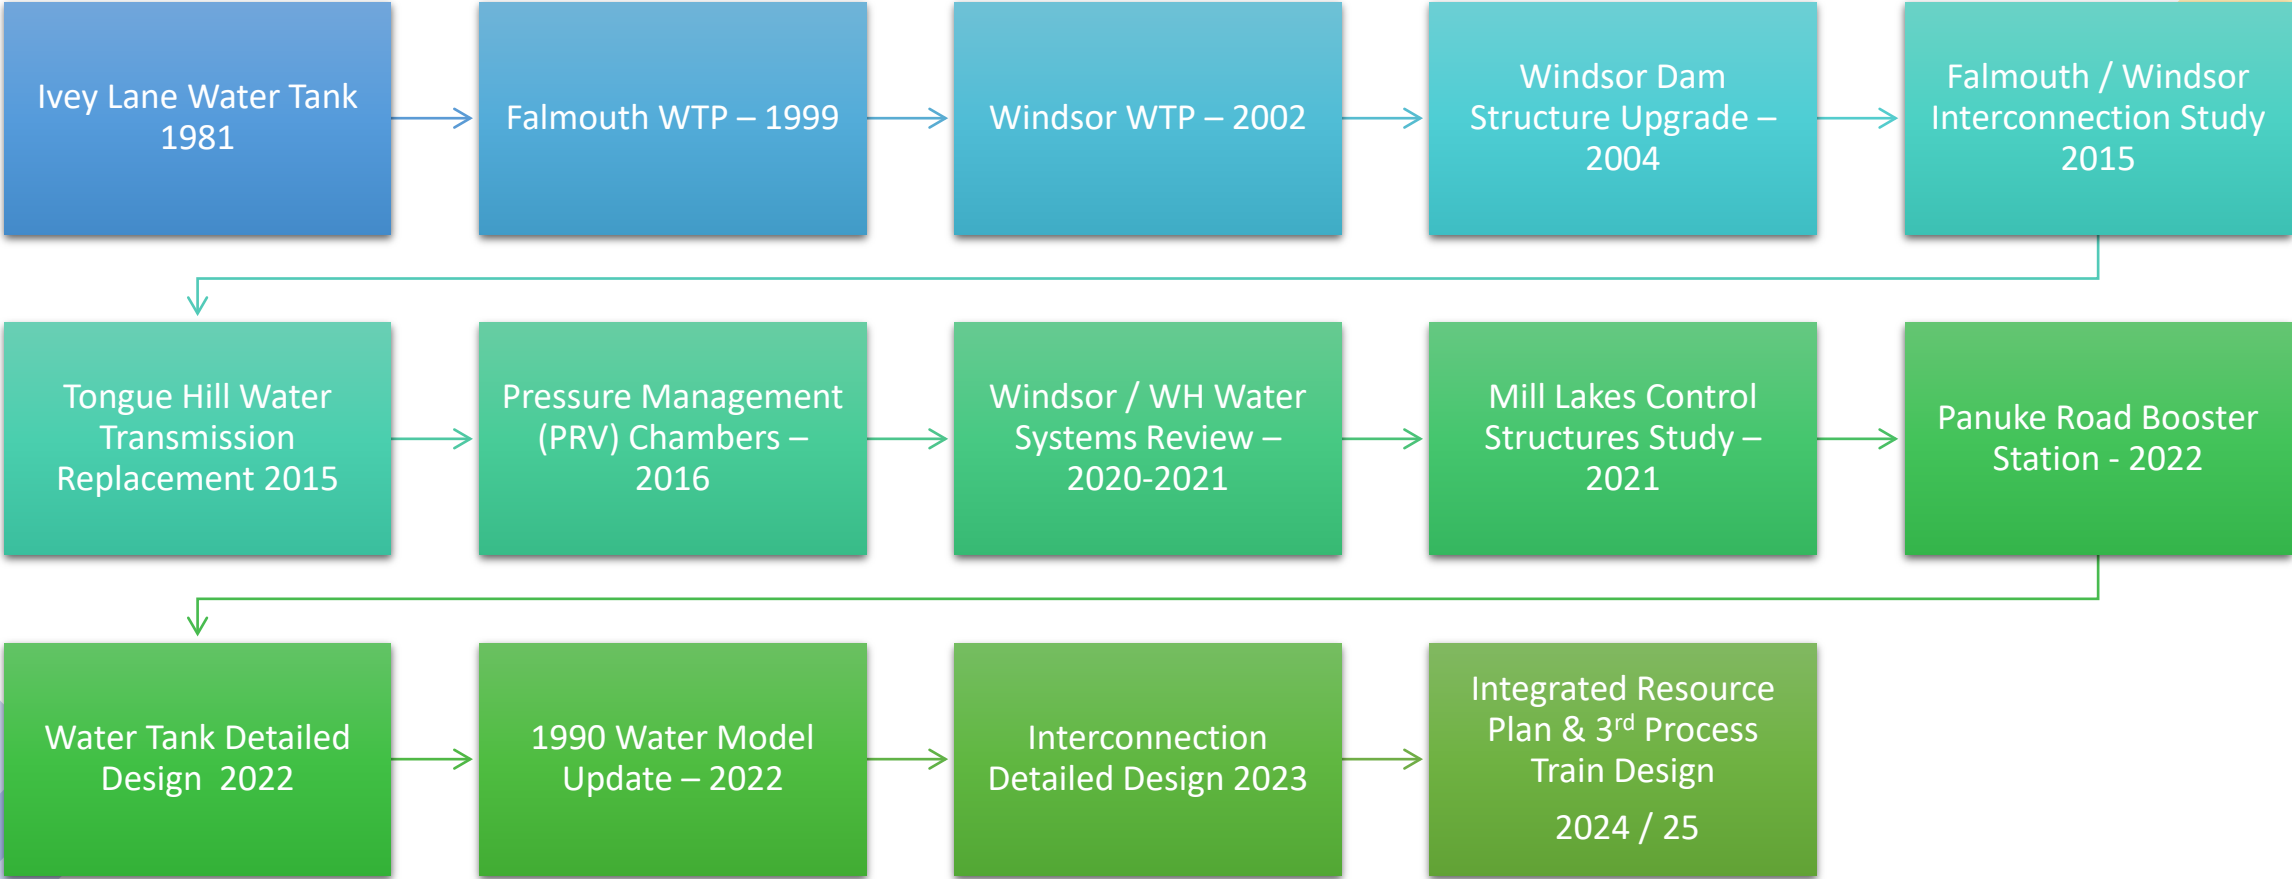 Ivey Lane Water Tank
1981
Falmouth WTP – 1999
Windsor WTP – 2002
Windsor Dam
Structure Upgrade –
2004
Falmouth / Windsor
Interconnection Study
2015
Tongue Hill Water
Transmission
Replacement 2015
Pressure Management
(PRV) Chambers –
2016
Windsor / WH Water
Systems Review –
2020-2021
Mill Lakes Control
Structures Study –
2021
Panuke Road Booster
Station - 2022
Water Tank Detailed
Design  2022
1990 Water Model
Update – 2022
Interconnection
Detailed Design 2023
Integrated Resource
Plan & 3rd Process
Train Design
2024 / 25